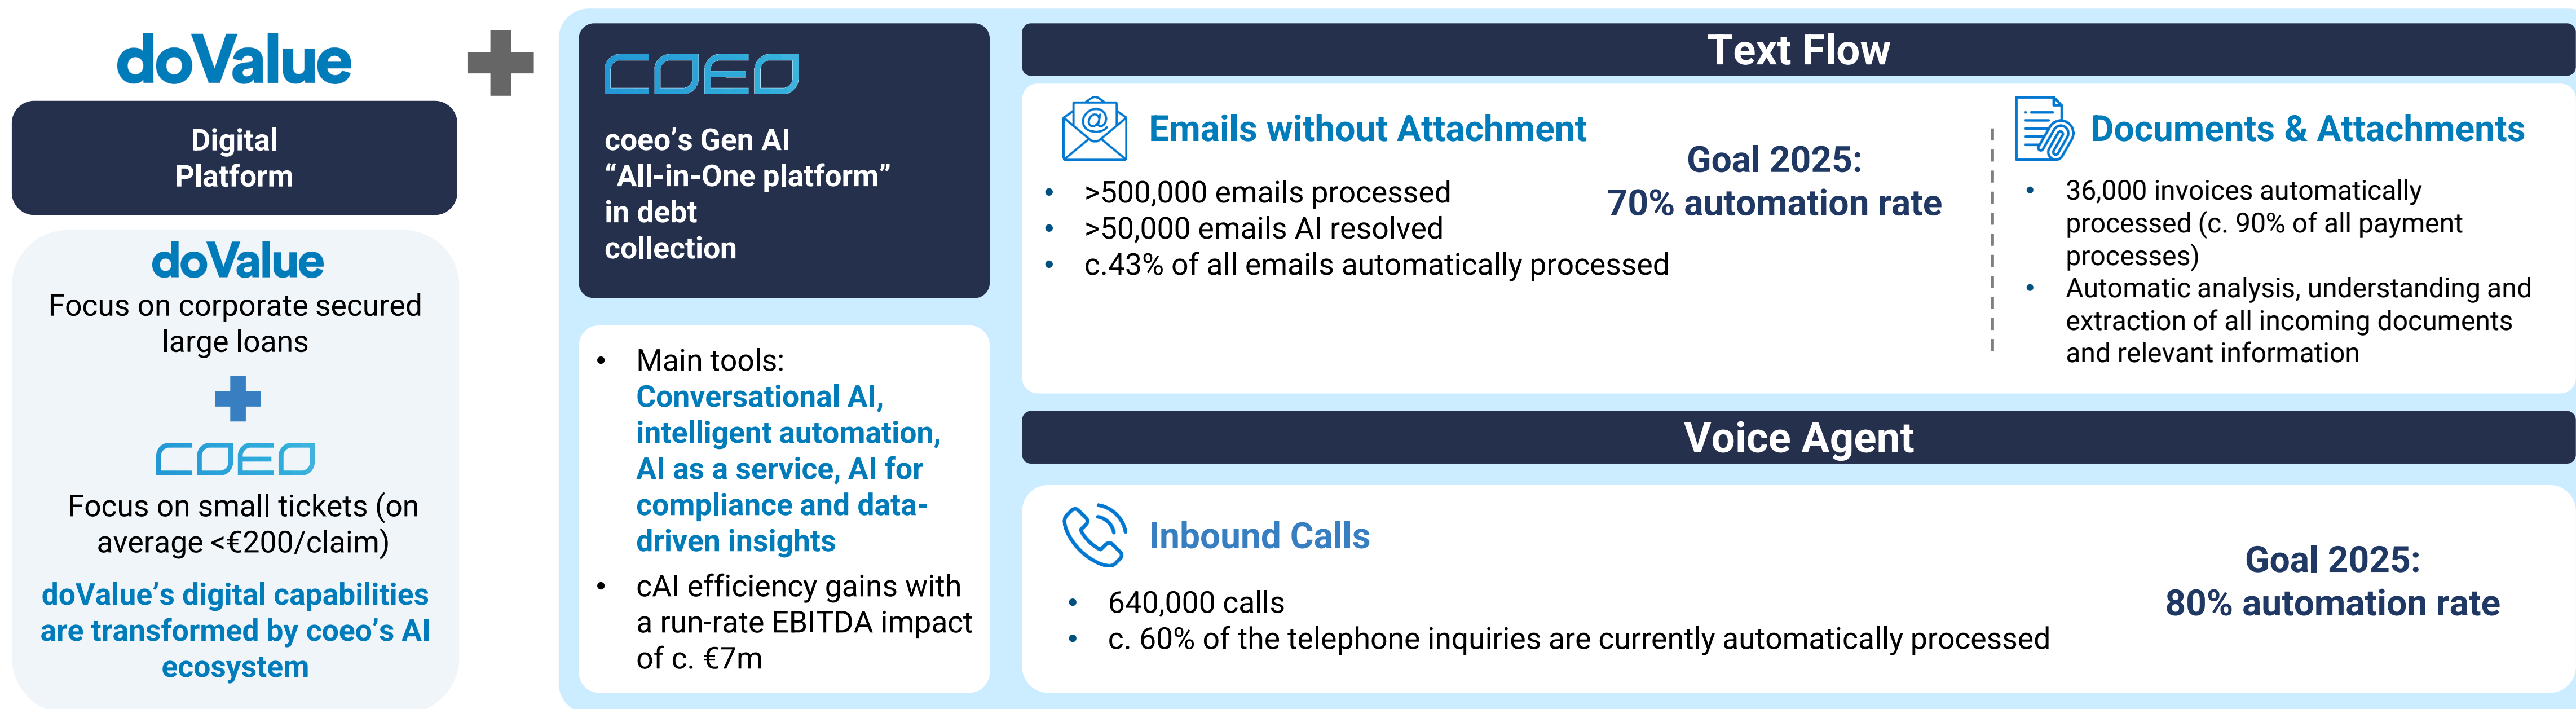 doValue
Digital
Platform
doValue
Focus on corporate secured
large loans
coeo
Focus on small tickets (on
average <€200/claim)
doValue’s digital capabilities
are transformed by coeo’s AI
ecosystem
coeo
coeo’s Gen AI
“All-in-One platform”
in debt
collection
• Main tools:
Conversational AI,
intelligent automation,
AI as a service, AI for
compliance and data-
driven insights
• cAI efficiency gains with
a run-rate EBITDA impact
of c. €7m
Text Flow
Emails without Attachment
• >500,000 emails processed
• >50,000 emails AI resolved
• c.43% of all emails automatically processed
Goal 2025:
70% automation rate
Documents & Attachments
• 36,000 invoices automatically
processed (c. 90% of all payment
processes)
• Automatic analysis, understanding and
extraction of all incoming documents
and relevant information
Voice Agent
Inbound Calls
• 640,000 calls
• c. 60% of the telephone inquiries are currently automatically processed
Goal 2025:
80% automation rate